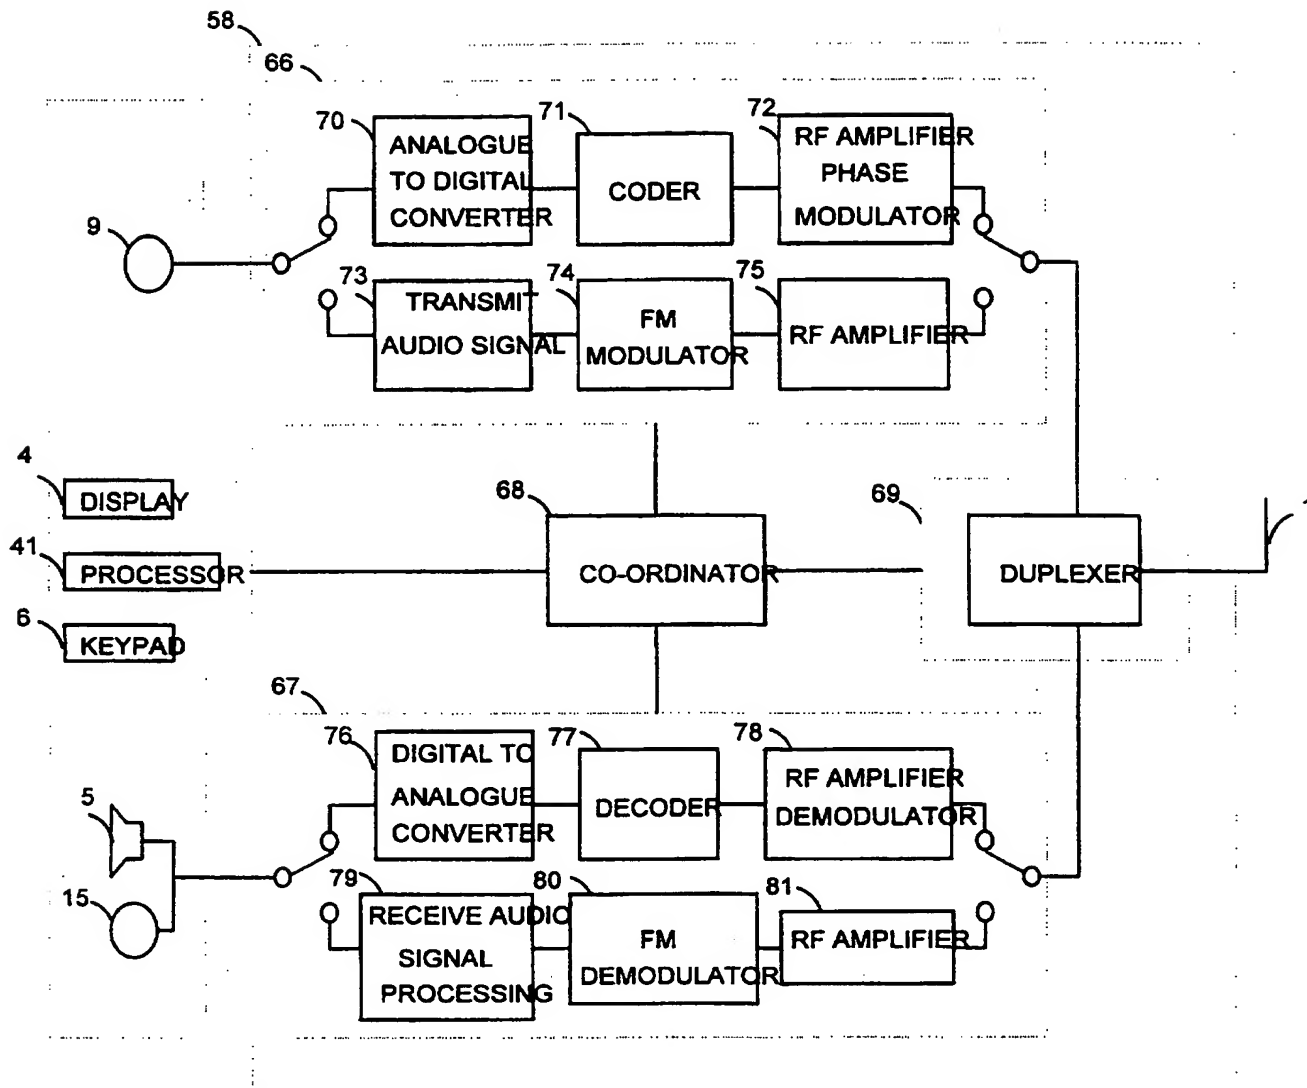 58
66
70
ANALOGUE
TO DIGITAL
CONVERTER
71
CODER
72
RF AMPLIFIER
PHASE
MODULATOR
9
73
TRANSMIT
AUDIO SIGNAL
74
FM
MODULATOR
75
RF AMPLIFIER
4
DISPLAY
41
PROCESSOR
6
KEYPAD
68
CO-ORDINATOR
69
DUPLEXER
67
76
DIGITAL TO
ANALOGUE
CONVERTER
77
DECODER
78
RF AMPLIFIER
DEMODULATOR
5
15
79
RECEIVE AUDIO
SIGNAL
PROCESSING
80
FM
DEMODULATOR
81
RF AMPLIFIER